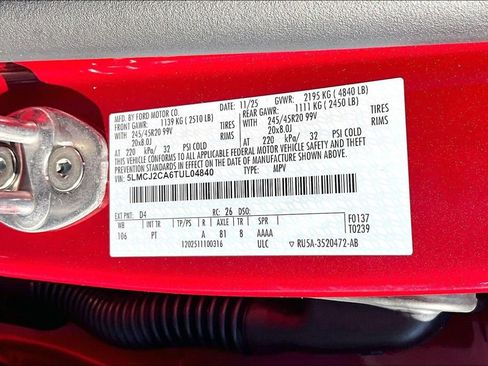 MFD. BY FORD MOTOR CO. 11/25 GVWR: 2195 KG ( 4840 LB)
FRONT GAWR: 1139 KG ( 2510 LB) REAR GAWR: 1111 KG ( 2450 LB)
245/45R20 99V TIRES 245/45R20 99V TIRES
20x8.0J RIMS 20x8.0J RIMS
AT 220 kPa/ 32 PSI COLD AT 220 kPa/ 32 PSI COLD
THIS VEHICLE CONFORMS TO ALL APPLICABLE FEDERAL MOTOR VEHICLE SAFETY AND THEFT
PREVENTION STANDARDS IN EFFECT ON THE DATE OF MANUFACTURE SHOWN ABOVE.
VIN: 5LMCJ2CA6TUL04840 TYPE: MPV
EXT PNT: D4 RC: 26 DSO: F0137
WB INT TR TP/PS R AXLE TR SPR T0239
106 PT A 81 8 AAAA
1202511100316 ULC RU5A-3520472-AB